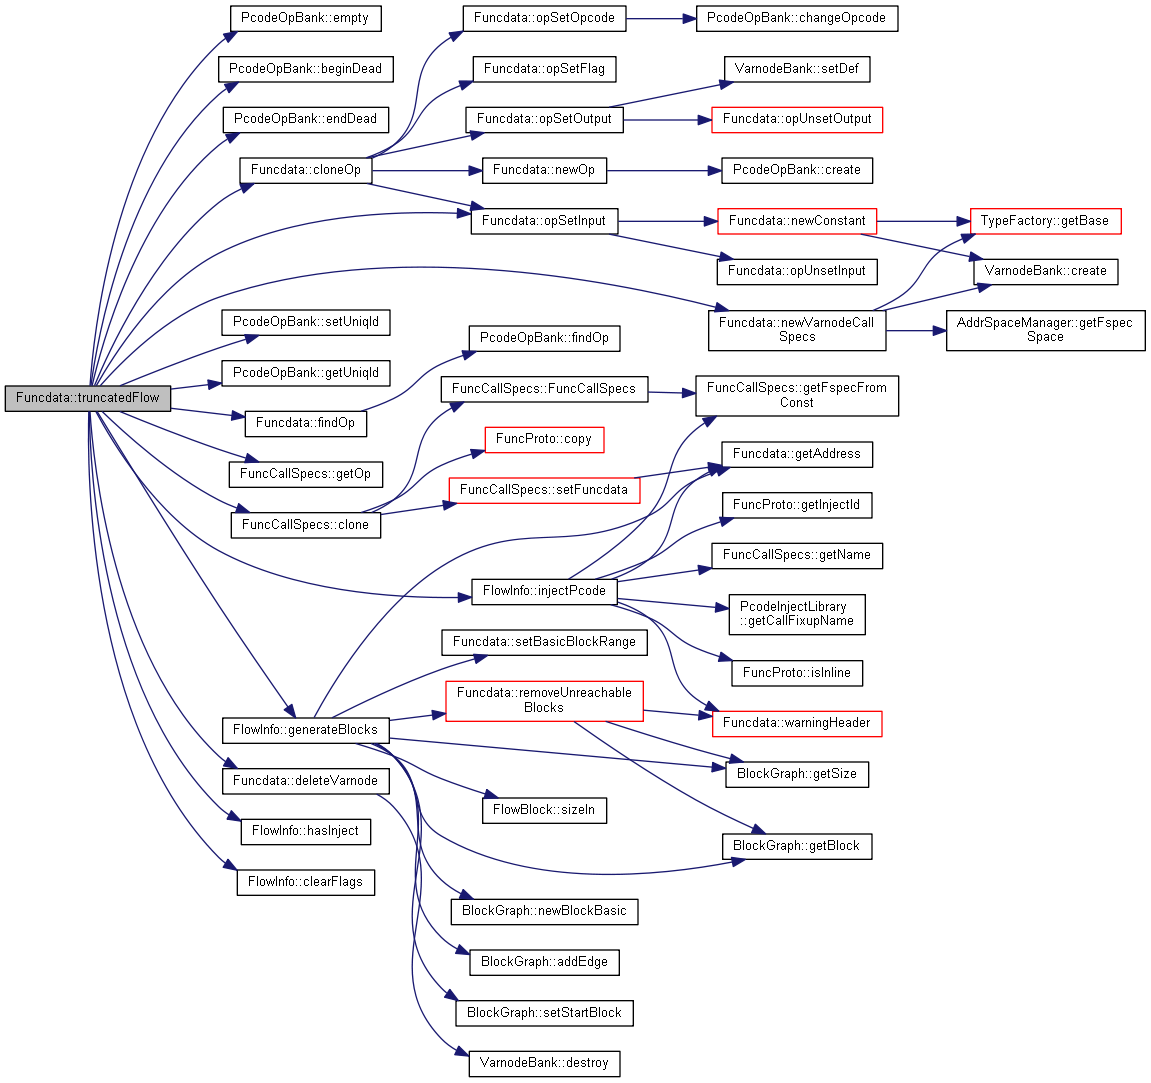 PcodeOpBank::empty
PcodeOpBank::beginDead
PcodeOpBank::endDead
Funcdata::cloneOp
Funcdata::opSetOpcode
PcodeOpBank::changeOpcode
Funcdata::opSetFlag
Funcdata::opSetOutput
VarnodeBank::setDef
Funcdata::opUnsetOutput
Funcdata::newOp
PcodeOpBank::create
Funcdata::opSetInput
Funcdata::newConstant
TypeFactory::getBase
Funcdata::opUnsetInput
VarnodeBank::create
Funcdata::newVarnodeCall
Specs
AddrSpaceManager::getFspec
Space
PcodeOpBank::setUniqId
PcodeOpBank::getUniqId
Funcdata::truncatedFlow
Funcdata::findOp
PcodeOpBank::findOp
FuncCallSpecs::getOp
FuncCallSpecs::clone
FuncCallSpecs::FuncCallSpecs
FuncCallSpecs::getFspecFrom
Const
FuncProto::copy
FuncCallSpecs::setFuncdata
Funcdata::getAddress
FlowInfo::injectPcode
FuncProto::getInjectId
FuncCallSpecs::getName
PcodeInjectLibrary
::getCallFixupName
FuncProto::isInline
Funcdata::warningHeader
FlowInfo::generateBlocks
Funcdata::setBasicBlockRange
Funcdata::removeUnreachable
Blocks
BlockGraph::getSize
FlowBlock::sizeIn
BlockGraph::getBlock
BlockGraph::newBlockBasic
BlockGraph::addEdge
BlockGraph::setStartBlock
Funcdata::deleteVarnode
VarnodeBank::destroy
FlowInfo::hasInject
FlowInfo::clearFlags